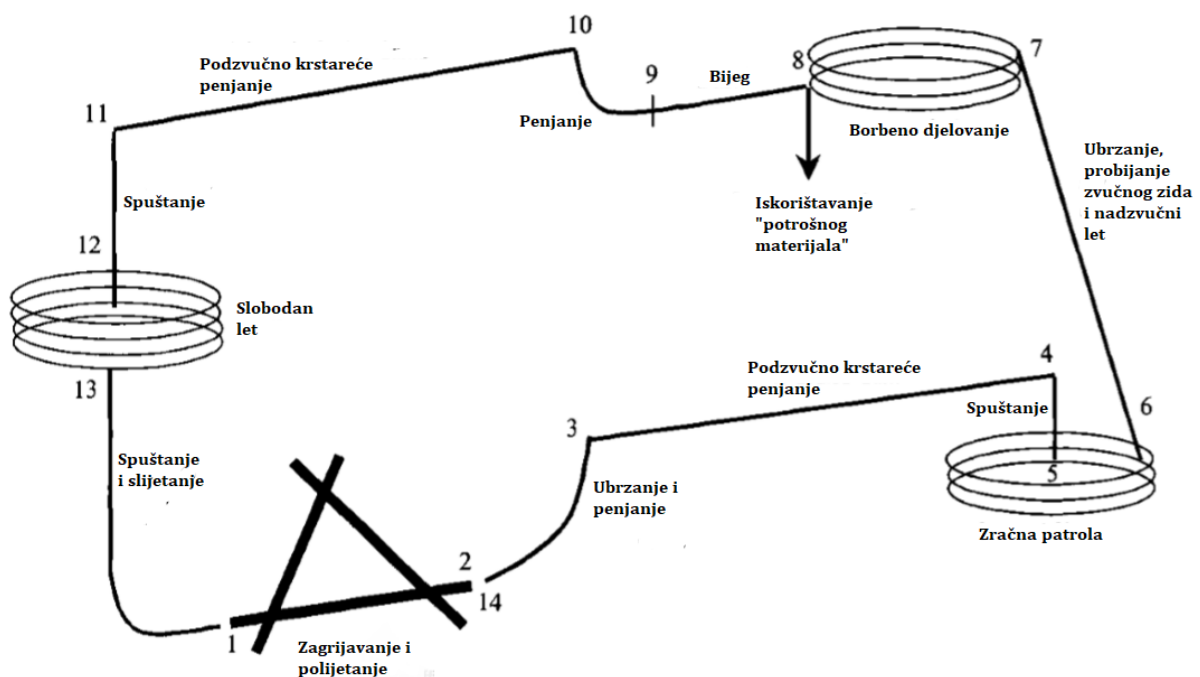 10
Podzvučno krstareće
penjanje
11
9
Penjanje
Bijeg
8
7
Borbeno djelovanje
Iskorištavanje
"potrošnog
materijala"
Ubrzanje,
probijanje
zvučnog zida
i nadzvučni
let
Spuštanje
12
Slobodan
let
13
Podzvučno krstareće
penjanje
4
3
Spuštanje
6
5
Zračna patrola
Spuštanje
i slijetanje
Ubrzanje i
penjanje
2
14
1
Zagrijavanje i
polijetanje